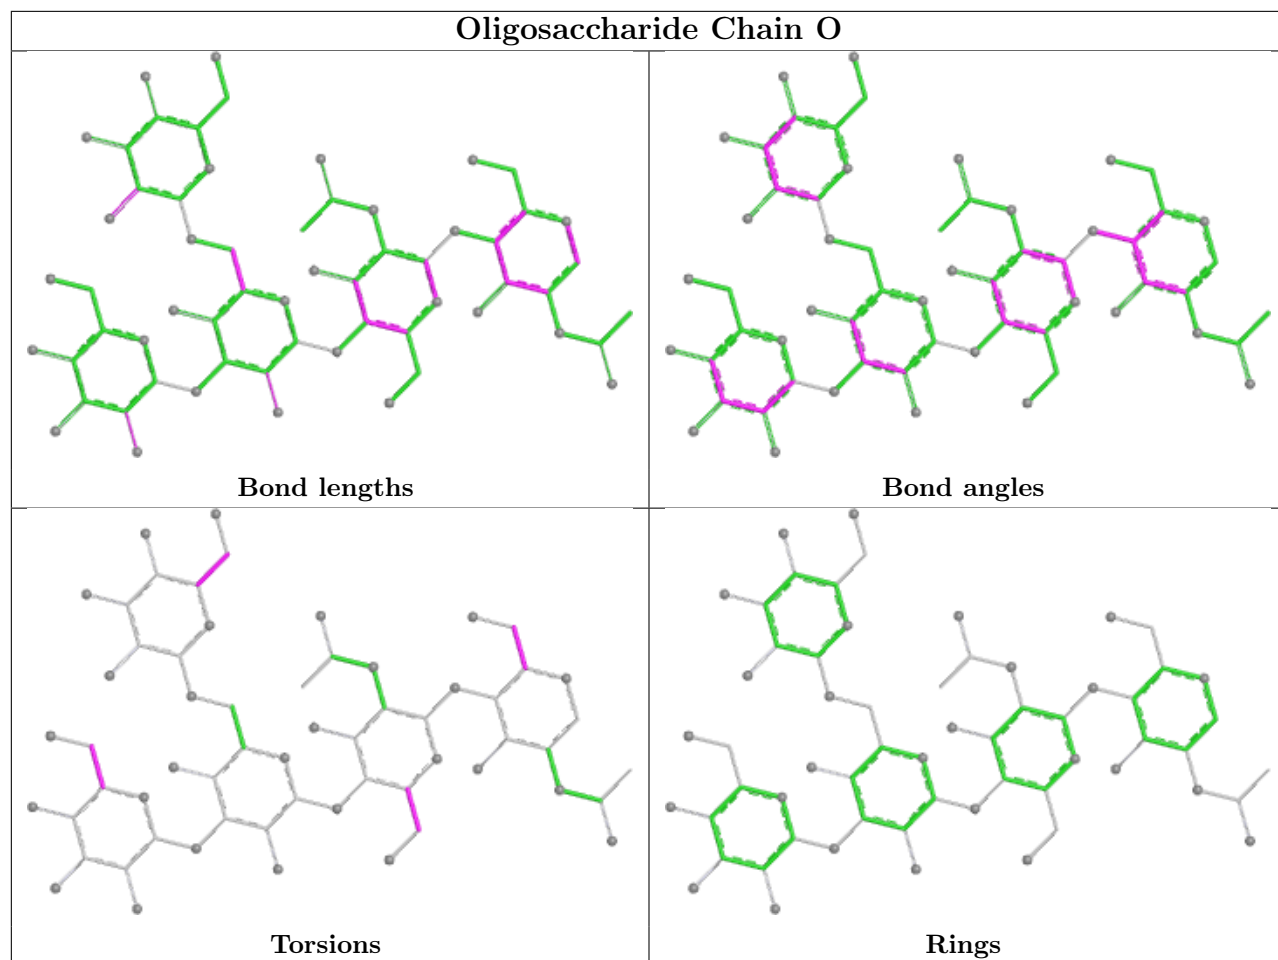 Oligosaccharide Chain O
Bond lengths
Bond angles
Torsions
Rings